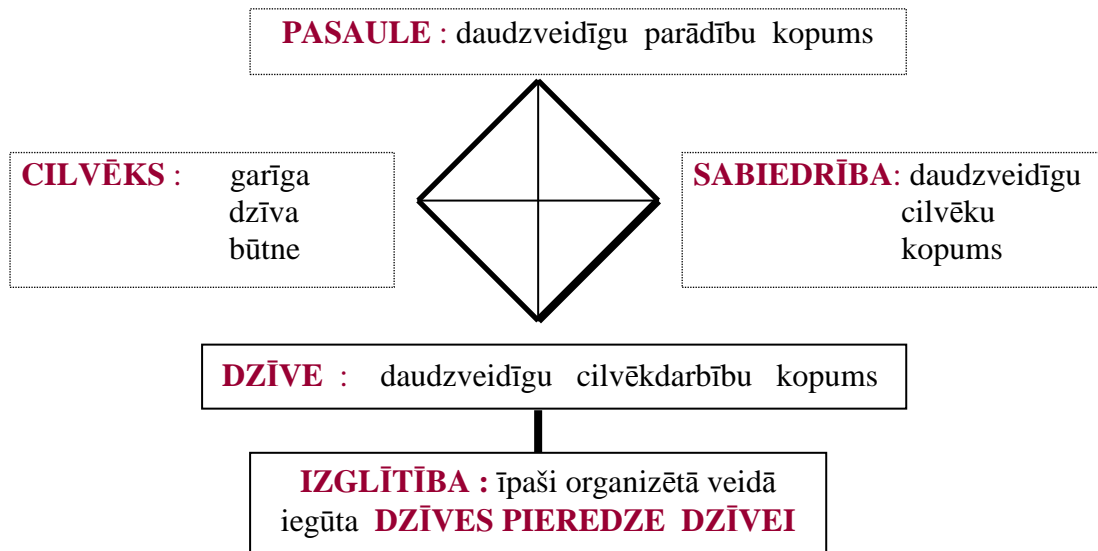 PASAULE : daudzveidīgu parādību kopums
CILVĒKS : garīga
dzīva
būtne
SABIEDRĪBA: daudzveidīgu
cilvēku
kopums
DZĪVE : daudzveidīgu cilvēkdarbību kopums
IZGLĪTĪBA : īpaši organizētā veidā
iegūta DZĪVES PIEREDZE DZĪVEI